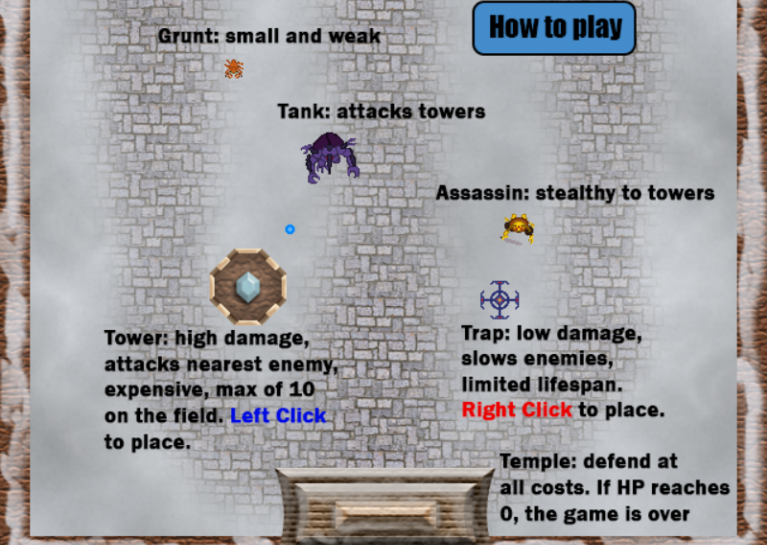 How to play
Grunt: small and weak
Tank: attacks towers
Assassin: stealthy to towers
Tower: high damage,
attacks nearest enemy,
expensive, max of 10
on the field. Left Click
to place.
Trap: low damage,
slows enemies,
limited lifespan.
Right Click to place.
Temple: defend at
all costs. If HP reaches
0, the game is over